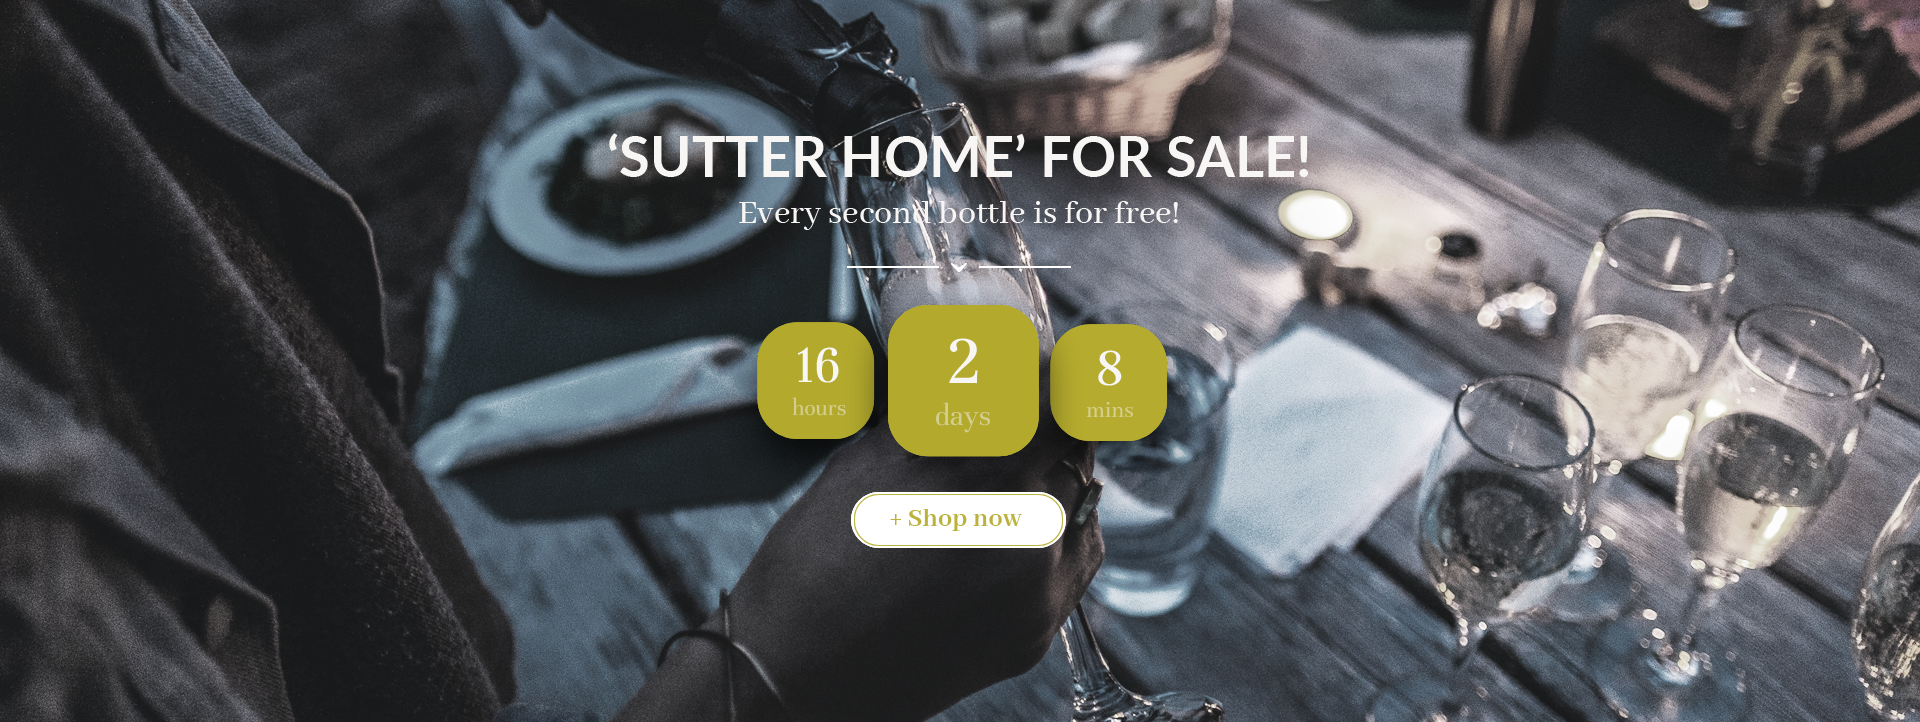 ‘SUTTER HOME’ FOR SALE!
Every second bottle is for free!
16
hours
2
days
8
mins
+ Shop now